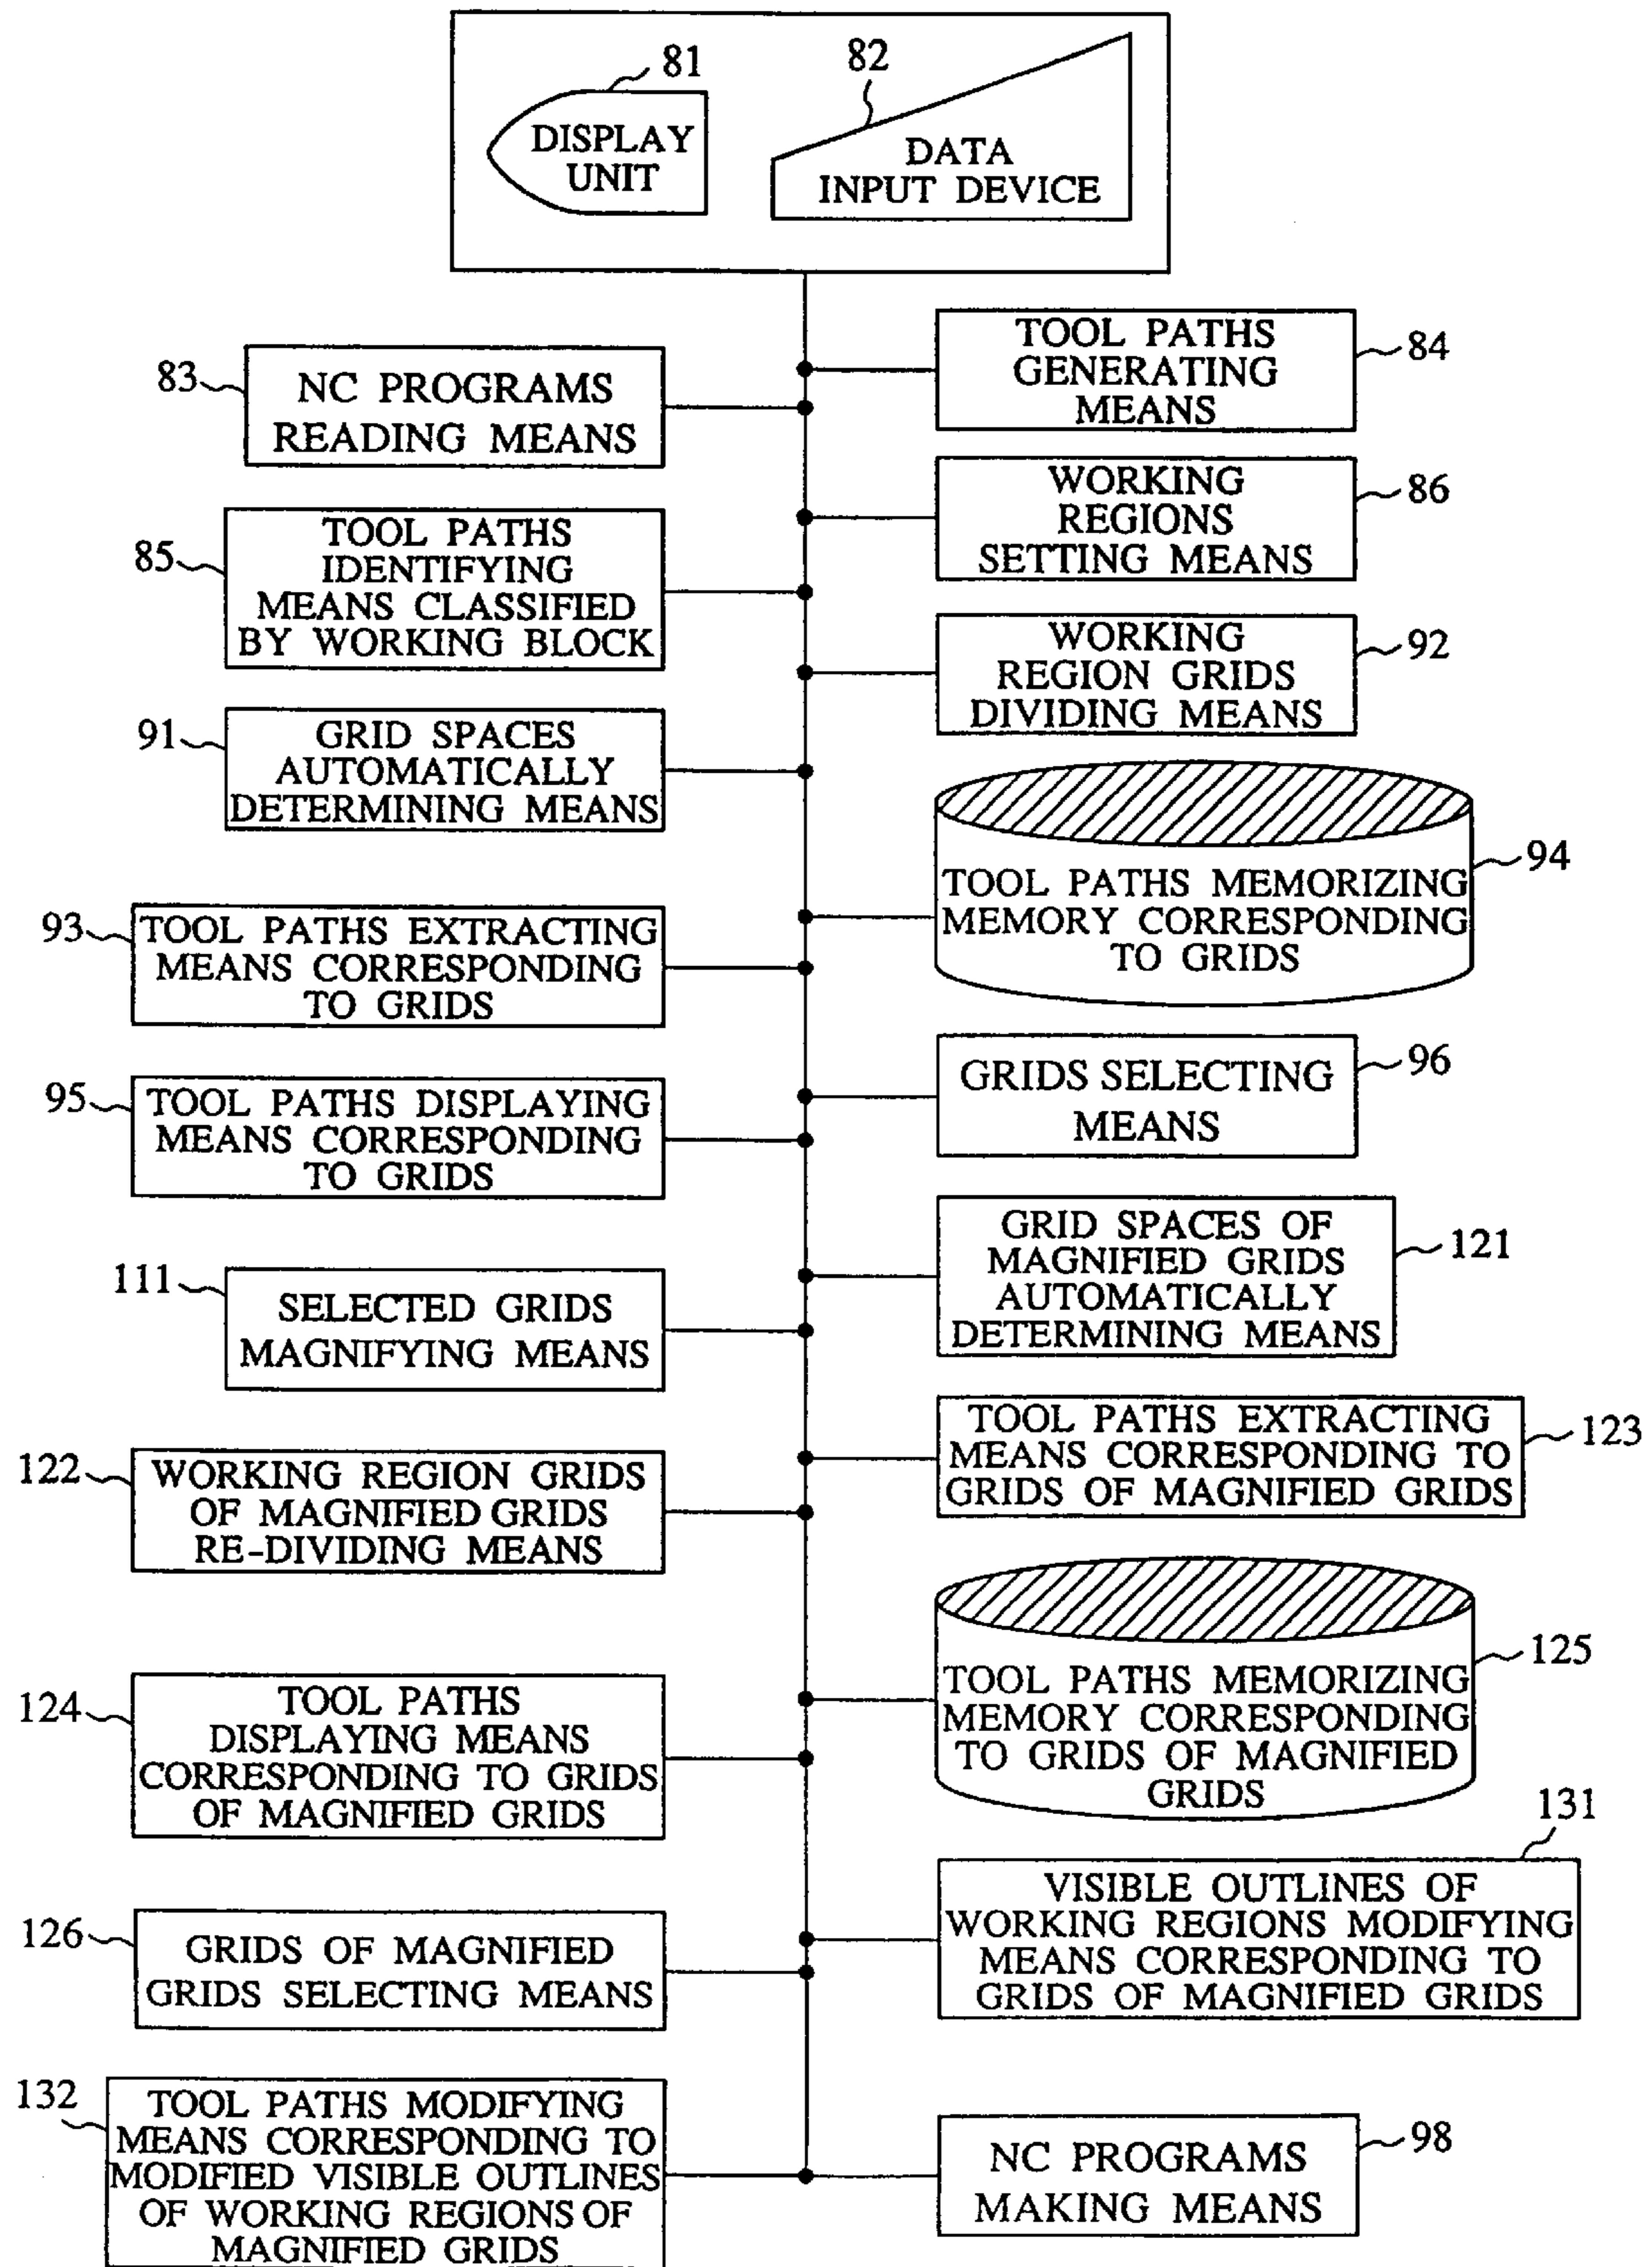 81
DISPLAY
UNIT
82
DATA
INPUT DEVICE
TOOL PATHS
GENERATING
MEANS
84
83
NC PROGRAMS
READING MEANS
WORKING
REGIONS
SETTING MEANS
86
85
TOOL PATHS
IDENTIFYING
MEANS CLASSIFIED
BY WORKING BLOCK
WORKING
REGION GRIDS
DIVIDING MEANS
92
91
GRID SPACES
AUTOMATICALLY
DETERMINING MEANS
94
TOOL PATHS MEMORIZING
MEMORY CORRESPONDING
TO GRIDS
93
TOOL PATHS EXTRACTING
MEANS CORRESPONDING
TO GRIDS
GRIDS SELECTING
MEANS
96
95
TOOL PATHS DISPLAYING
MEANS CORRESPONDING
TO GRIDS
GRID SPACES OF
MAGNIFIED GRIDS
AUTOMATICALLY
DETERMINING MEANS
121
111
SELECTED GRIDS
MAGNIFYING MEANS
TOOL PATHS EXTRACTING
MEANS CORRESPONDING TO
GRIDS OF MAGNIFIED GRIDS
123
122
WORKING REGION GRIDS
OF MAGNIFIED GRIDS
RE-DIVIDING MEANS
125
TOOL PATHS MEMORIZING
MEMORY CORRESPONDING
TO GRIDS OF MAGNIFIED
GRIDS
124
TOOL PATHS
DISPLAYING MEANS
CORRESPONDING TO GRIDS
OF MAGNIFIED GRIDS
131
VISIBLE OUTLINES OF
WORKING REGIONS MODIFYING
MEANS CORRESPONDING TO
GRIDS OF MAGNIFIED GRIDS
126
GRIDS OF MAGNIFIED
GRIDS SELECTING MEANS
132
TOOL PATHS MODIFYING
MEANS CORRESPONDING TO
MODIFIED VISIBLE OUTLINES
OF WORKING REGIONS OF
MAGNIFIED GRIDS
NC PROGRAMS
MAKING MEANS
98